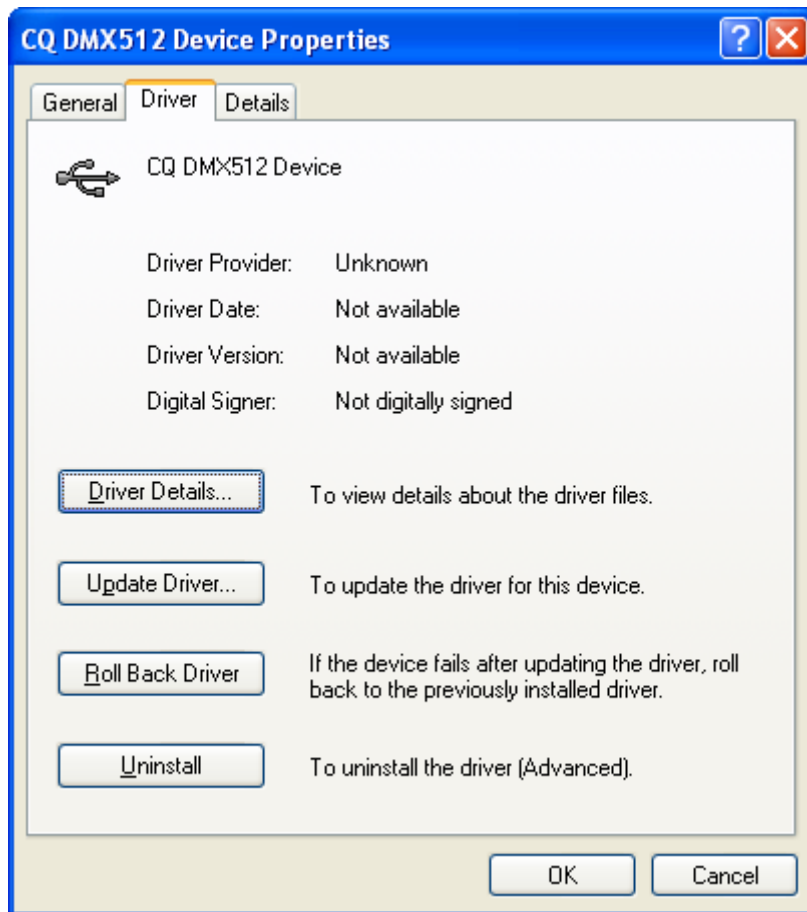 CQ DMX512 Device Properties
General Driver Details
CQ DMX512 Device
Driver Provider: Unknown
Driver Date: Not available
Driver Version: Not available
Digital Signer: Not digitally signed
Driver Details... To view details about the driver files.
Update Driver... To update the driver for this device.
Roll Back Driver If the device fails after updating the driver, roll
back to the previously installed driver.
Uninstall To uninstall the driver (Advanced).
OK Cancel